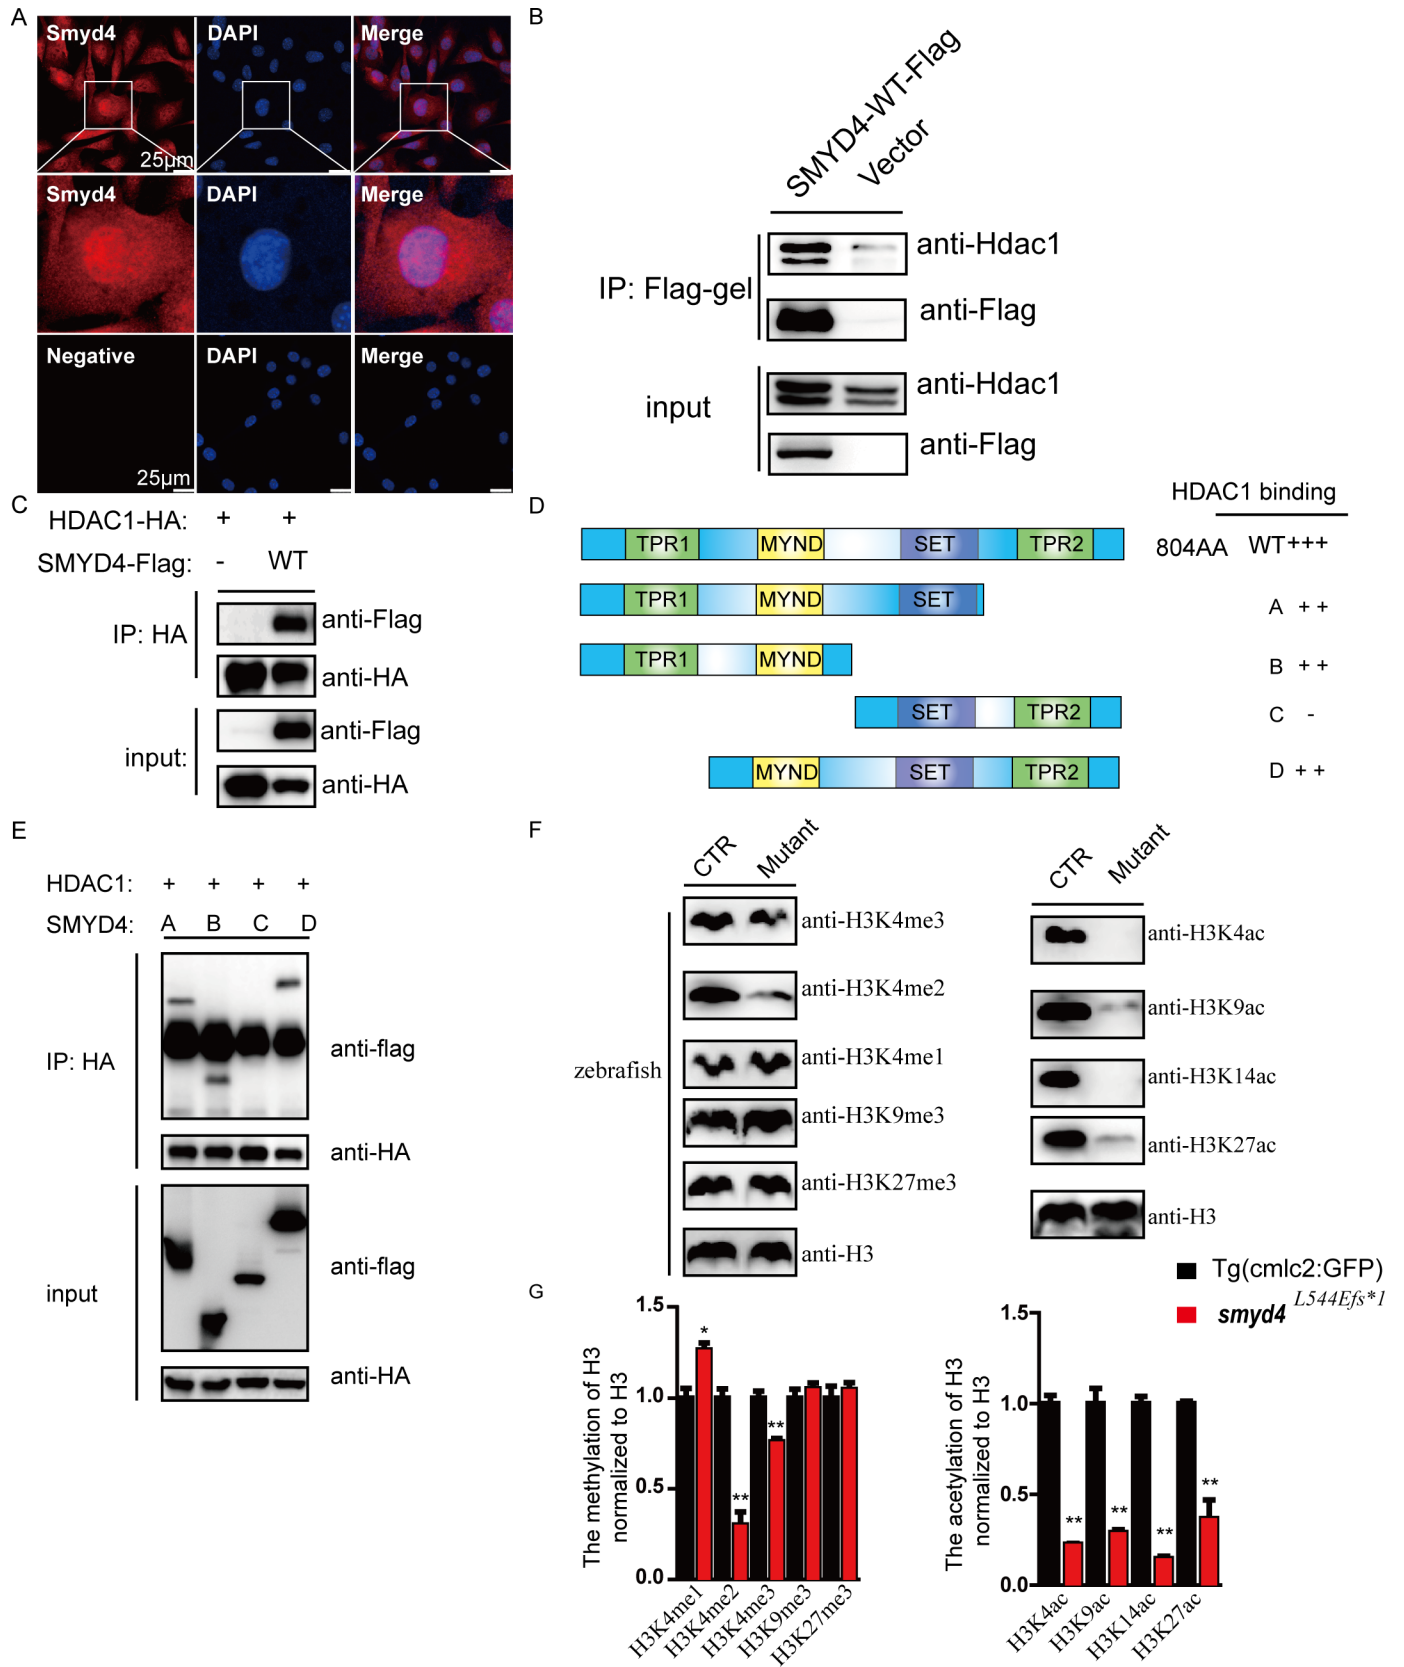 A
Smyd4
DAPI
Merge
25μm
Smyd4
DAPI
Merge
Negative
DAPI
Merge
25μm
B
SMYD4-WT-Flag
Vector
IP: Flag-gel
anti-Hdac1
anti-Flag
input
anti-Hdac1
anti-Flag
C
HDAC1-HA: + +
SMYD4-Flag: - WT
IP: HA
anti-Flag
anti-HA
input:
anti-Flag
anti-HA
D
HDAC1 binding
TPR1 MYND SET TPR2 804AA WT+++
TPR1 MYND SET A ++
TPR1 MYND B ++
SET TPR2 C -
MYND SET TPR2 D ++
E
HDAC1: + + + +
SMYD4: A B C D
IP: HA
anti-flag
anti-HA
input
anti-flag
anti-HA
F
CTR Mutant
zebrafish
anti-H3K4me3
anti-H3K4me2
anti-H3K4me1
anti-H3K9me3
anti-H3K27me3
anti-H3
CTR Mutant
anti-H3K4ac
anti-H3K9ac
anti-H3K14ac
anti-H3K27ac
anti-H3
G
Tg(cmlc2:GFP)
smyd4 L544Efs*1
The methylation of H3
normalized to H3
1.5
1.0
0.5
0.0
*
**
**
H3K4me1
H3K4me2
H3K4me3
H3K9me3
H3K27me3
The acetylation of H3
normalized to H3
1.5
1.0
0.5
0.0
**
**
**
**
H3K4ac
H3K9ac
H3K14ac
H3K27ac